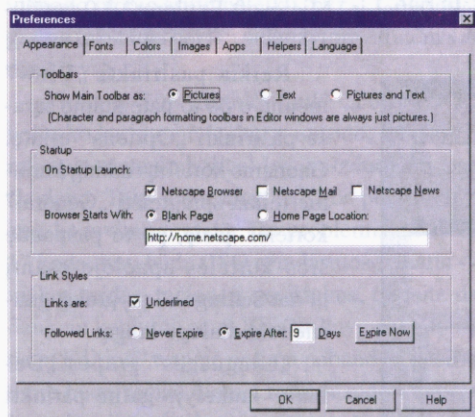 Preferences
Appearance Fonts Colors Images Apps Helpers Language
Toolbars
Show Main Toolbar as: Pictures Text Pictures and Text
(Character and paragraph formatting toolbars in Editor windows are always just pictures.)
Startup
On Startup Launch:
Netscape Browser Netscape Mail Netscape News
Browser Starts With: Blank Page Home Page Location:
http://home.netscape.com/
Link Styles
Links are: Underlined
Followed Links: Never Expire Expire After: 9 Days Expire Now
OK Cancel Help